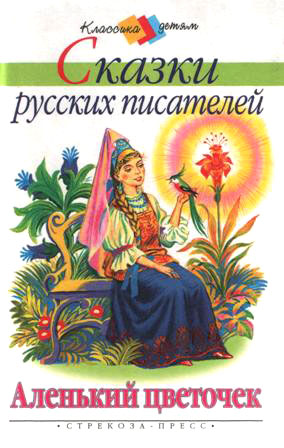 Классика детям
Сказки
русских писателей
Аленький цветочек
• СТРЕКОЗА-ПРЕСС •